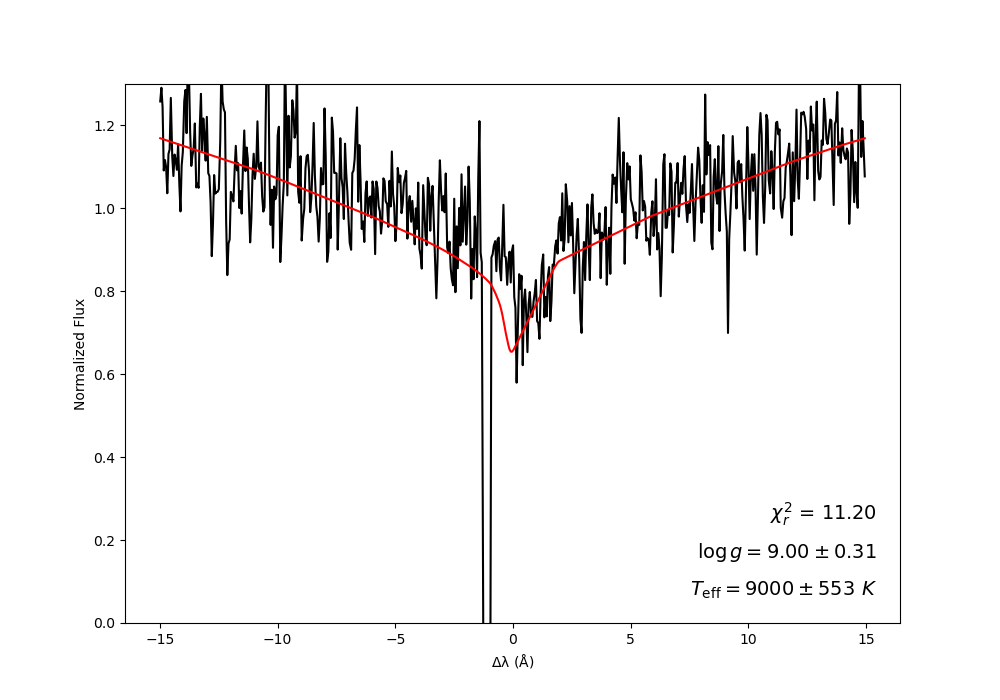 1.2
1.0
0.8
0.6
0.4
0.2
0.0
Normalized Flux
χ²ᵣ = 11.20
log g = 9.00 ± 0.31
T_eff = 9000 ± 553 K
−15 −10 −5 0 5 10 15
Δλ (Å)